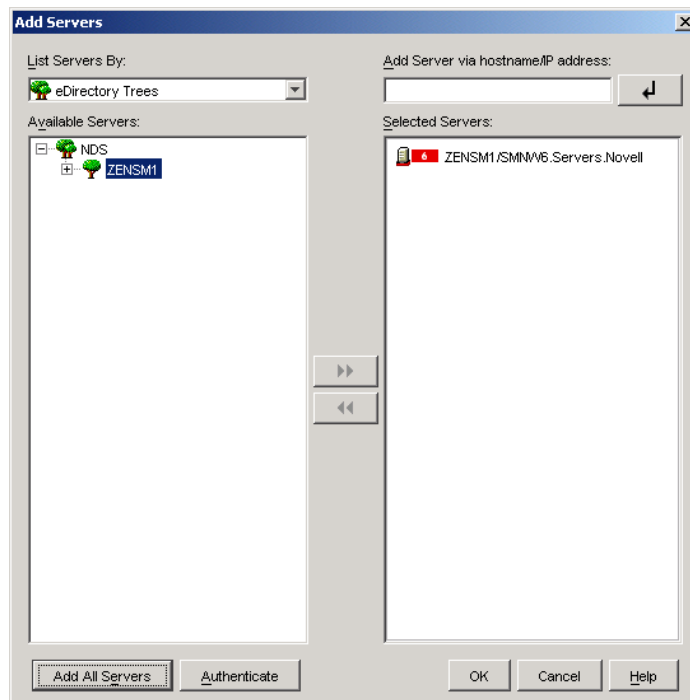 Add Servers
List Servers By:
eDirectory Trees
Add Server via hostname/IP address:
Available Servers:
NDS
ZENSM1
Selected Servers:
6 ZENSM1/SMNW6.Servers.Novell
Add All Servers
Authenticate
OK
Cancel
Help